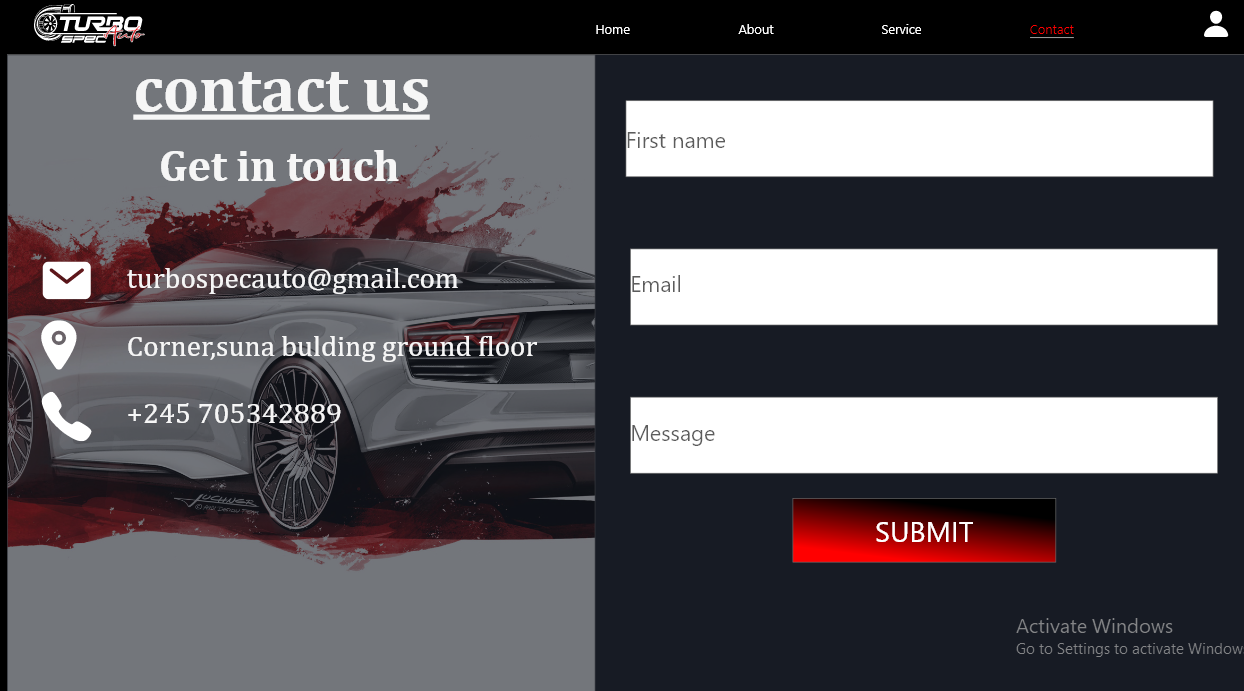 TURBO
SPEC Auto
Home
About
Service
Contact
contact us
Get in touch
turbospecauto@gmail.com
Corner,suna bulding ground floor
+245 705342889
First name
Email
Message
SUBMIT
Activate Windows
Go to Settings to activate Window